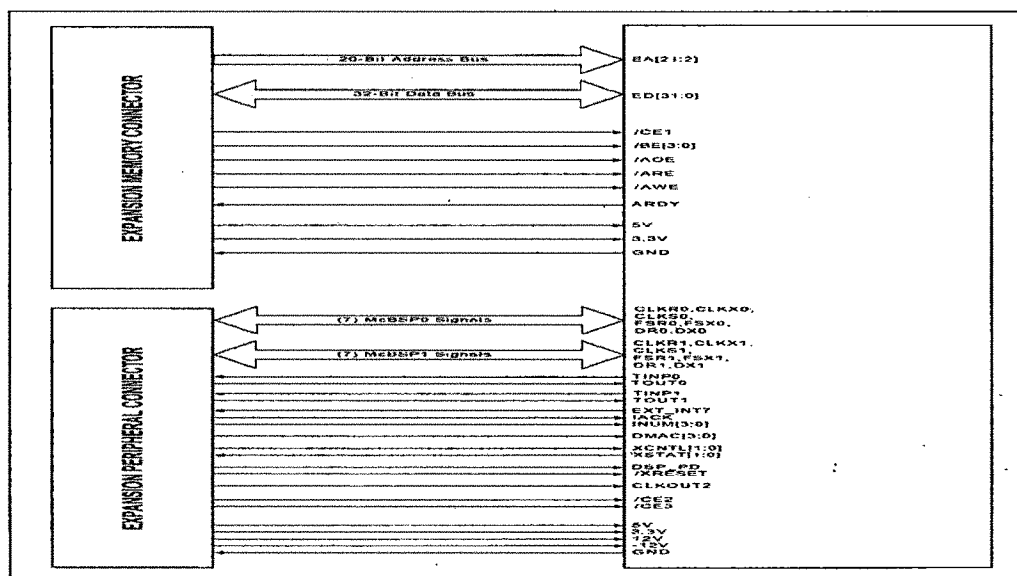 EXPANSION MEMORY CONNECTOR
20-Bit Address Bus
EA[21:2]
32-Bit Data Bus
ED[31:0]
/CE1
/BE[3:0]
/AOE
/ARE
/AWE
ARDY
5V
3.3V
GND
EXPANSION PERIPHERAL CONNECTOR
(7) McBSP0 Signals
CLKR0,CLKX0,
CLKS0,
FSR0,FSX0,
DR0,DX0
(7) McBSP1 Signals
CLKR1,CLKX1,
CLKS1,
FSR1,FSX1,
DR1,DX1
TINP0
TOUT0
TINP1
TOUT1
EXT_INT7
IACK
INUM[3:0]
DMAC[3:0]
XCNTL[1:0]
XSTAT[1:0]
DSP_PD
/XRESET
CLKOUT2
/CE2
/CE3
5V
3.3V
12V
-12V
GND